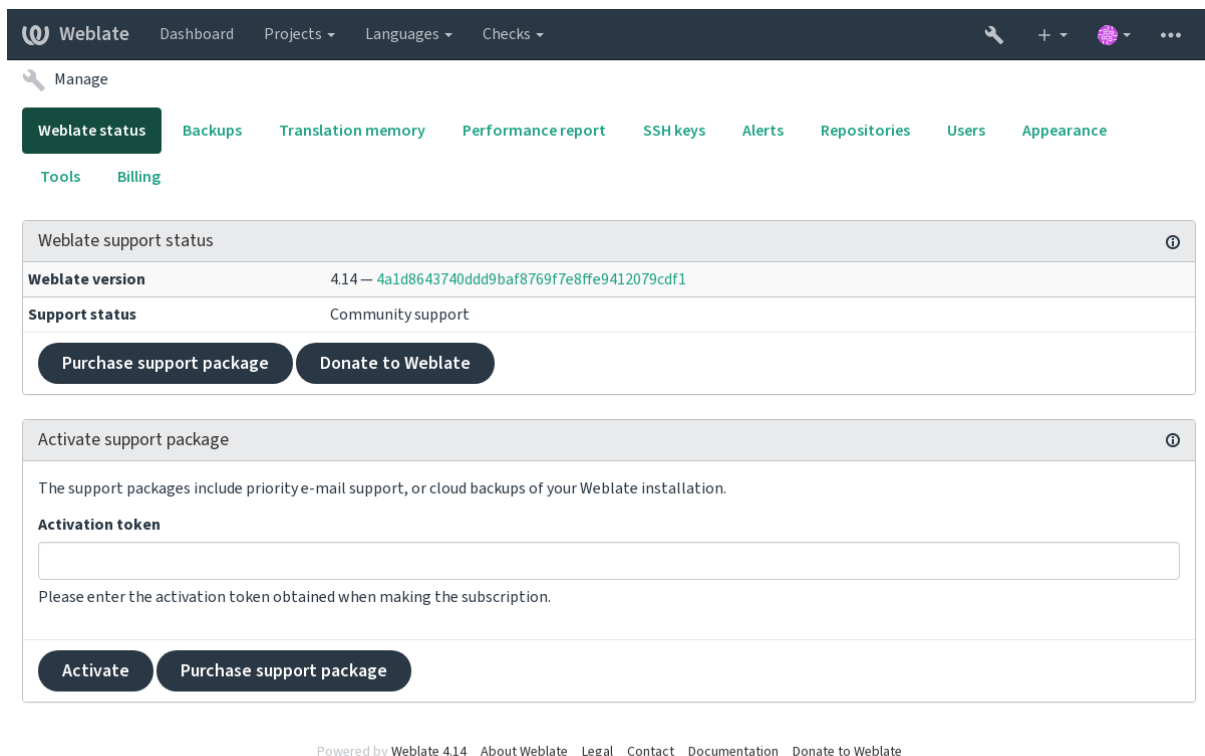 Weblate Dashboard Projects Languages Checks +
Manage
Weblate status Backups Translation memory Performance report SSH keys Alerts Repositories Users Appearance
Tools Billing
Weblate support status
Weblate version 4.14 — 4a1d8643740ddd9baf8769f7e8ffe9412079cdf1
Support status Community support
Purchase support package Donate to Weblate
Activate support package
The support packages include priority e-mail support, or cloud backups of your Weblate installation.
Activation token
Please enter the activation token obtained when making the subscription.
Activate Purchase support package
Powered by Weblate 4.14 About Weblate Legal Contact Documentation Donate to Weblate